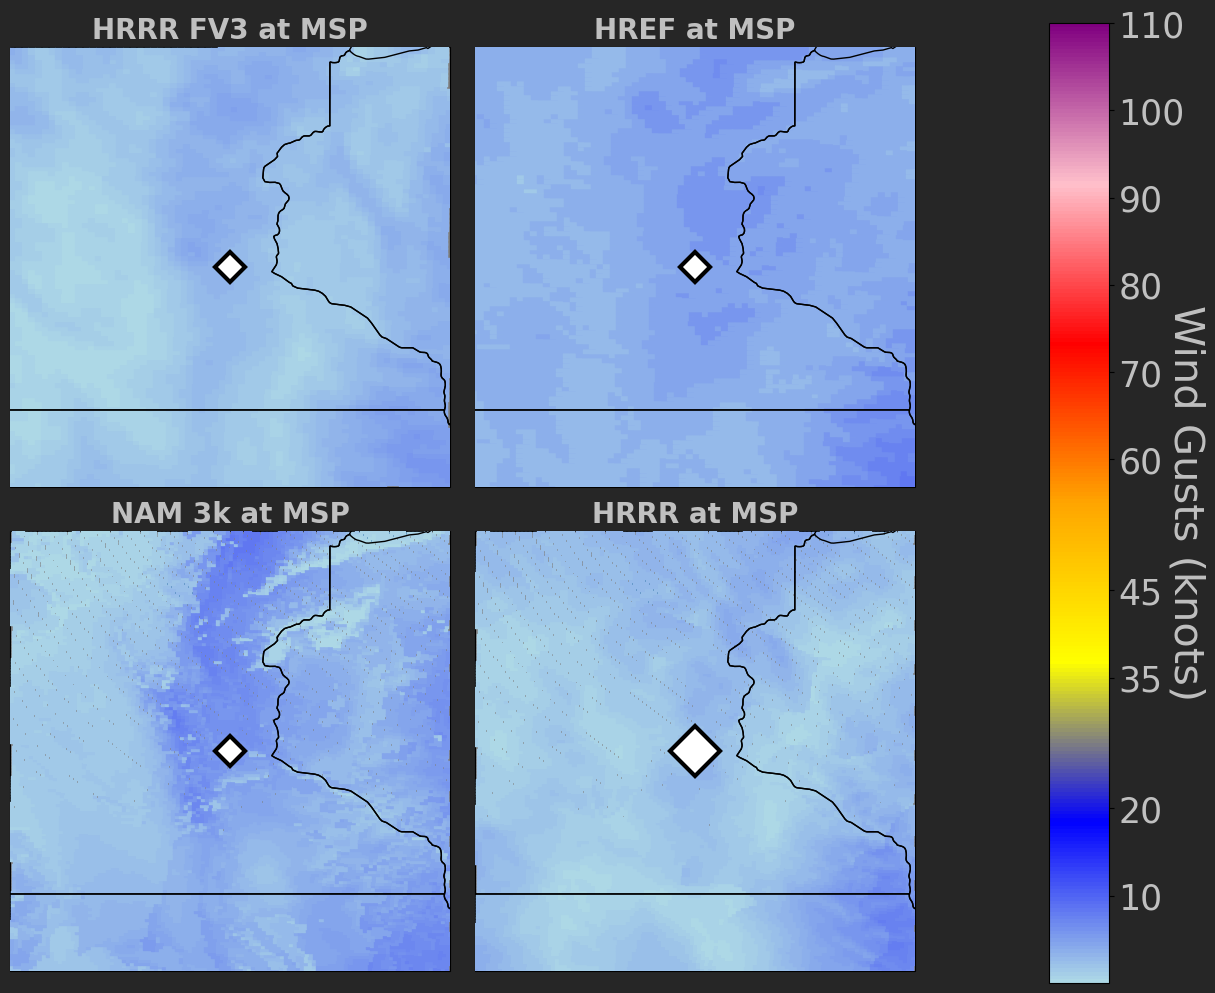 HRRR FV3 at MSP
HREF at MSP
NAM 3k at MSP
HRRR at MSP
110
100
90
80
70
60
45
35
20
10
Wind Gusts (knots)